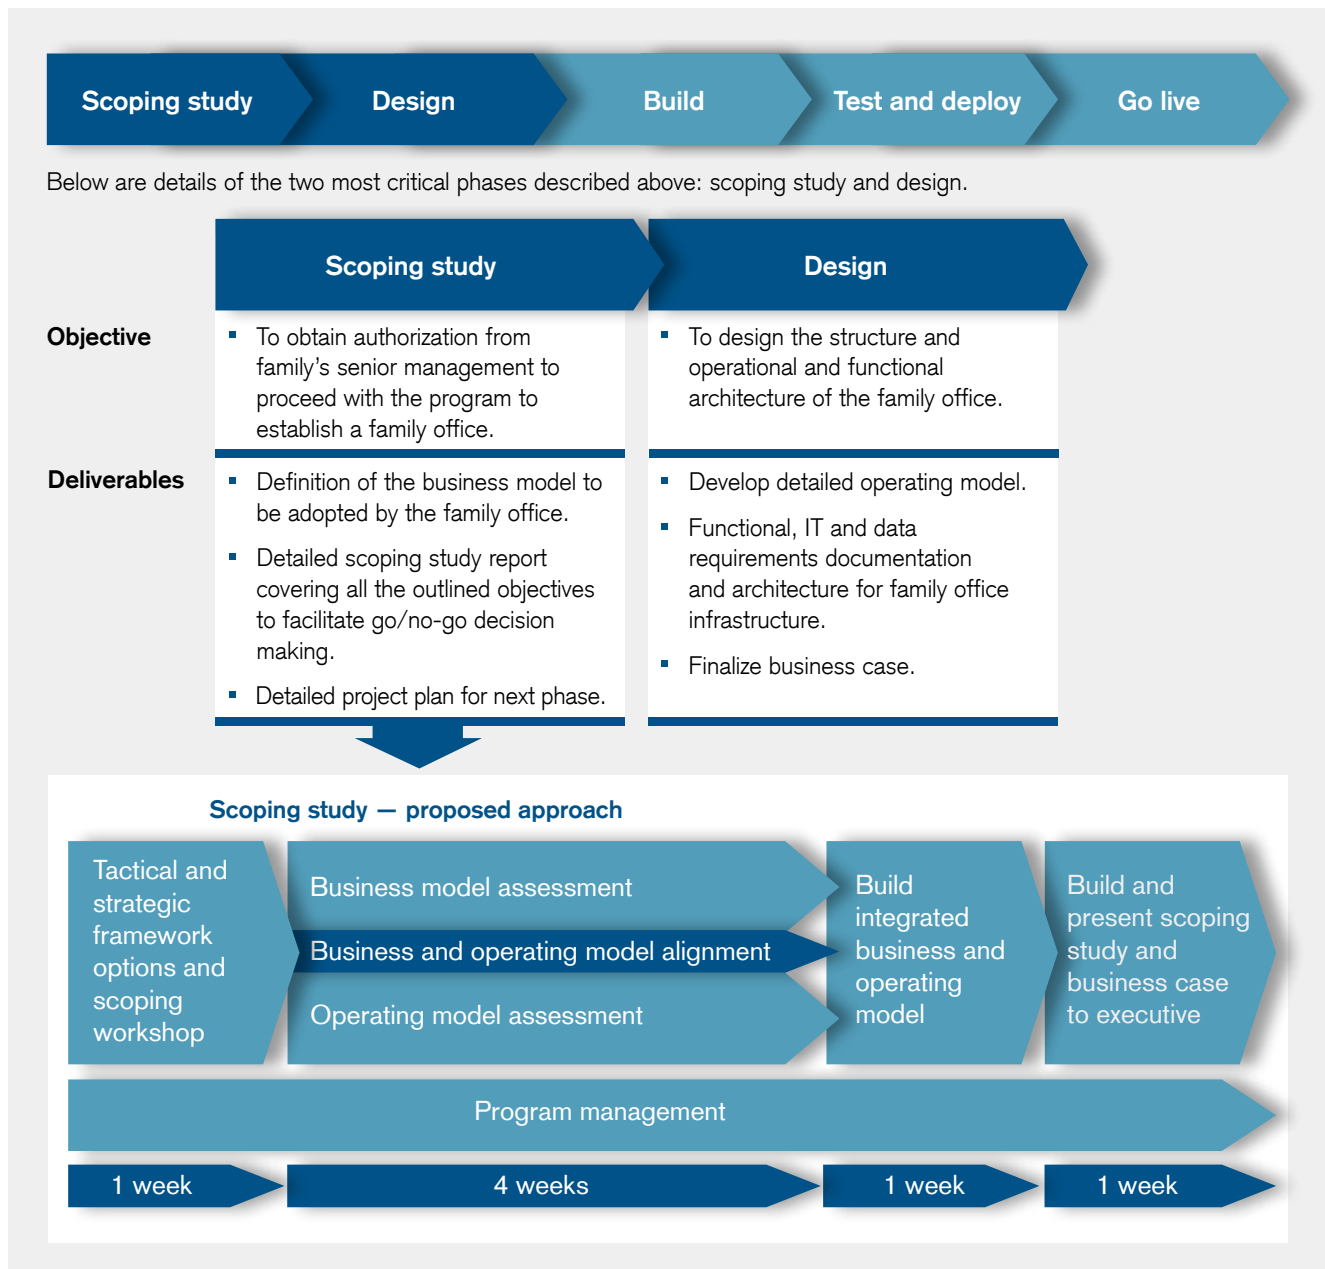 Scoping study
Design
Build
Test and deploy
Go live
Below are details of the two most critical phases described above: scoping study and design.
Scoping study
Design
Objective
▪ To obtain authorization from
family’s senior management to
proceed with the program to
establish a family office.
▪ To design the structure and
operational and functional
architecture of the family office.
Deliverables
▪ Definition of the business model to
be adopted by the family office.
▪ Detailed scoping study report
covering all the outlined objectives
to facilitate go/no-go decision
making.
▪ Detailed project plan for next phase.
▪ Develop detailed operating model.
▪ Functional, IT and data
requirements documentation
and architecture for family office
infrastructure.
▪ Finalize business case.
Scoping study — proposed approach
Tactical and
strategic
framework
options and
scoping
workshop
Business model assessment
Business and operating model alignment
Operating model assessment
Build
integrated
business and
operating
model
Build and
present scoping
study and
business case
to executive
Program management
1 week
4 weeks
1 week
1 week